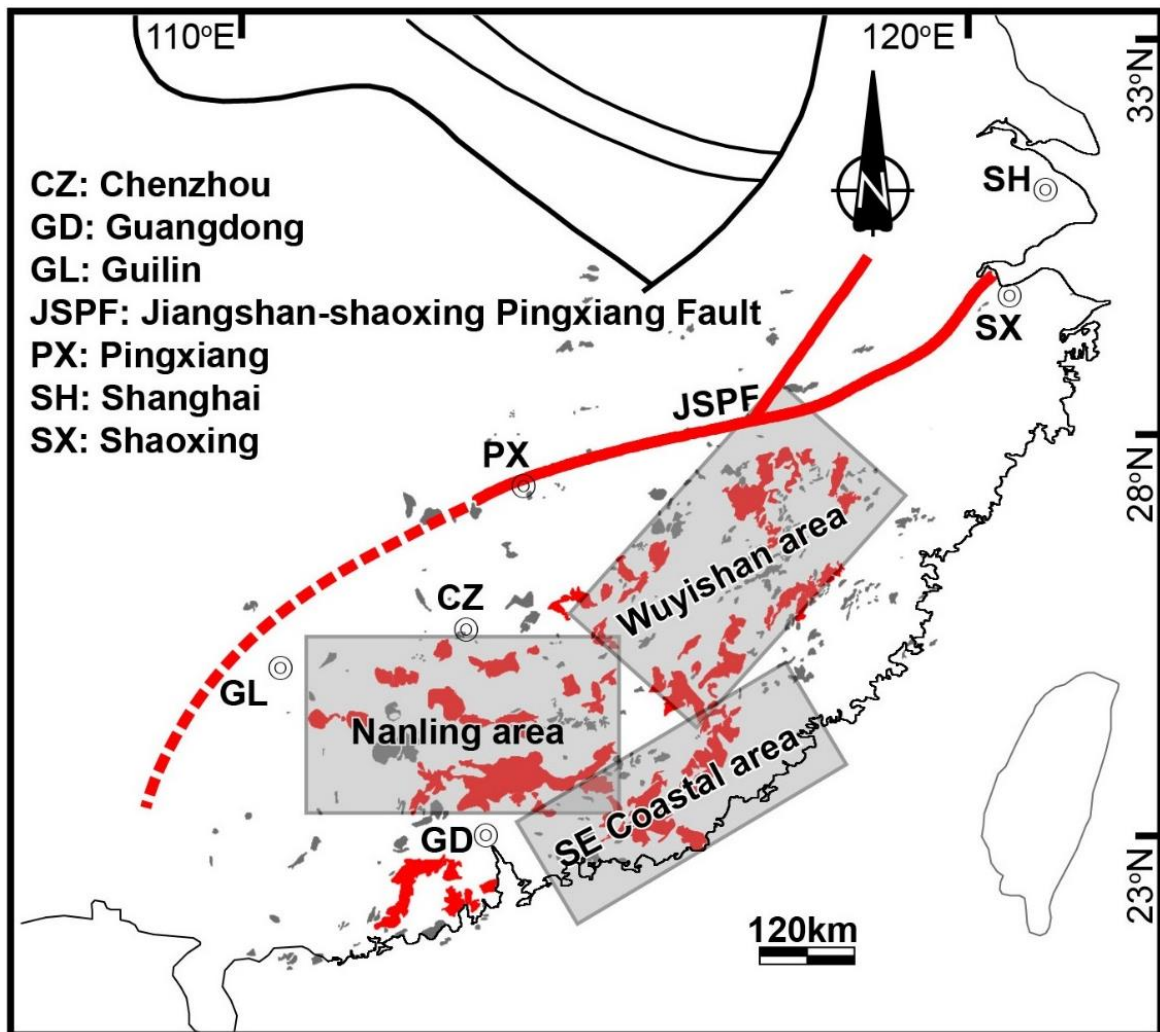 110°E
120°E
33°N
N
SH
CZ: Chenzhou
GD: Guangdong
GL: Guilin
JSPF: Jiangshan-shaoxing Pingxiang Fault
PX: Pingxiang
SH: Shanghai
SX: Shaoxing
SX
JSPF
PX
28°N
Wuyishan area
CZ
GL
Nanling area
SE Coastal area
GD
23°N
120km